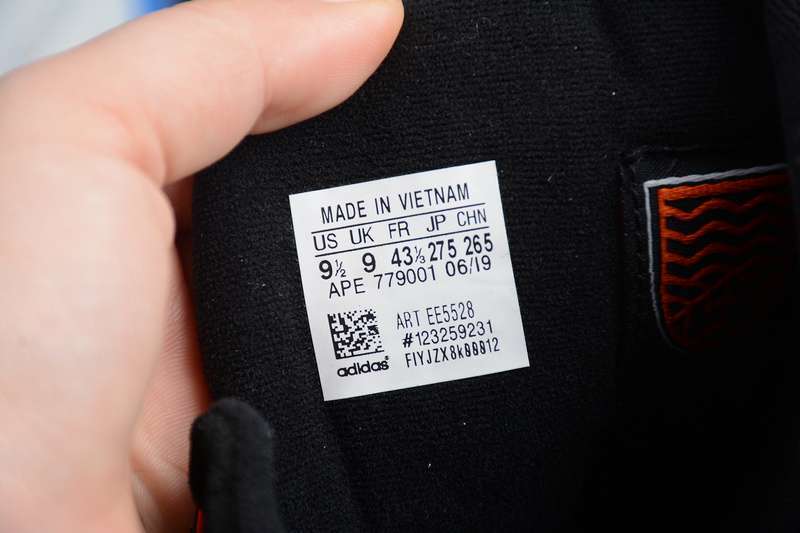 MADE IN VIETNAM
US UK FR JP CHN
9½ 9 43⅓ 275 265
APE 779001 06/19
ART EE5528
#123259231
FIYJZX8k00012
adidas